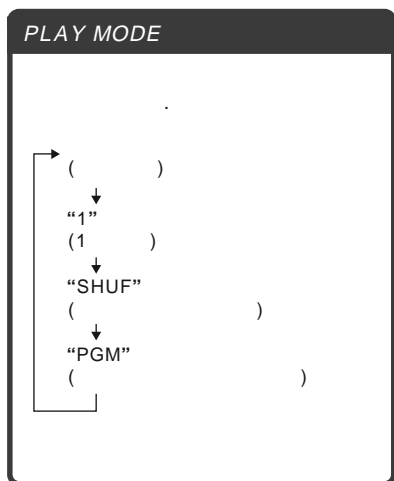 PLAY MODE
.
( )
“1”
(1 )
“SHUF”
( )
“PGM”
( )